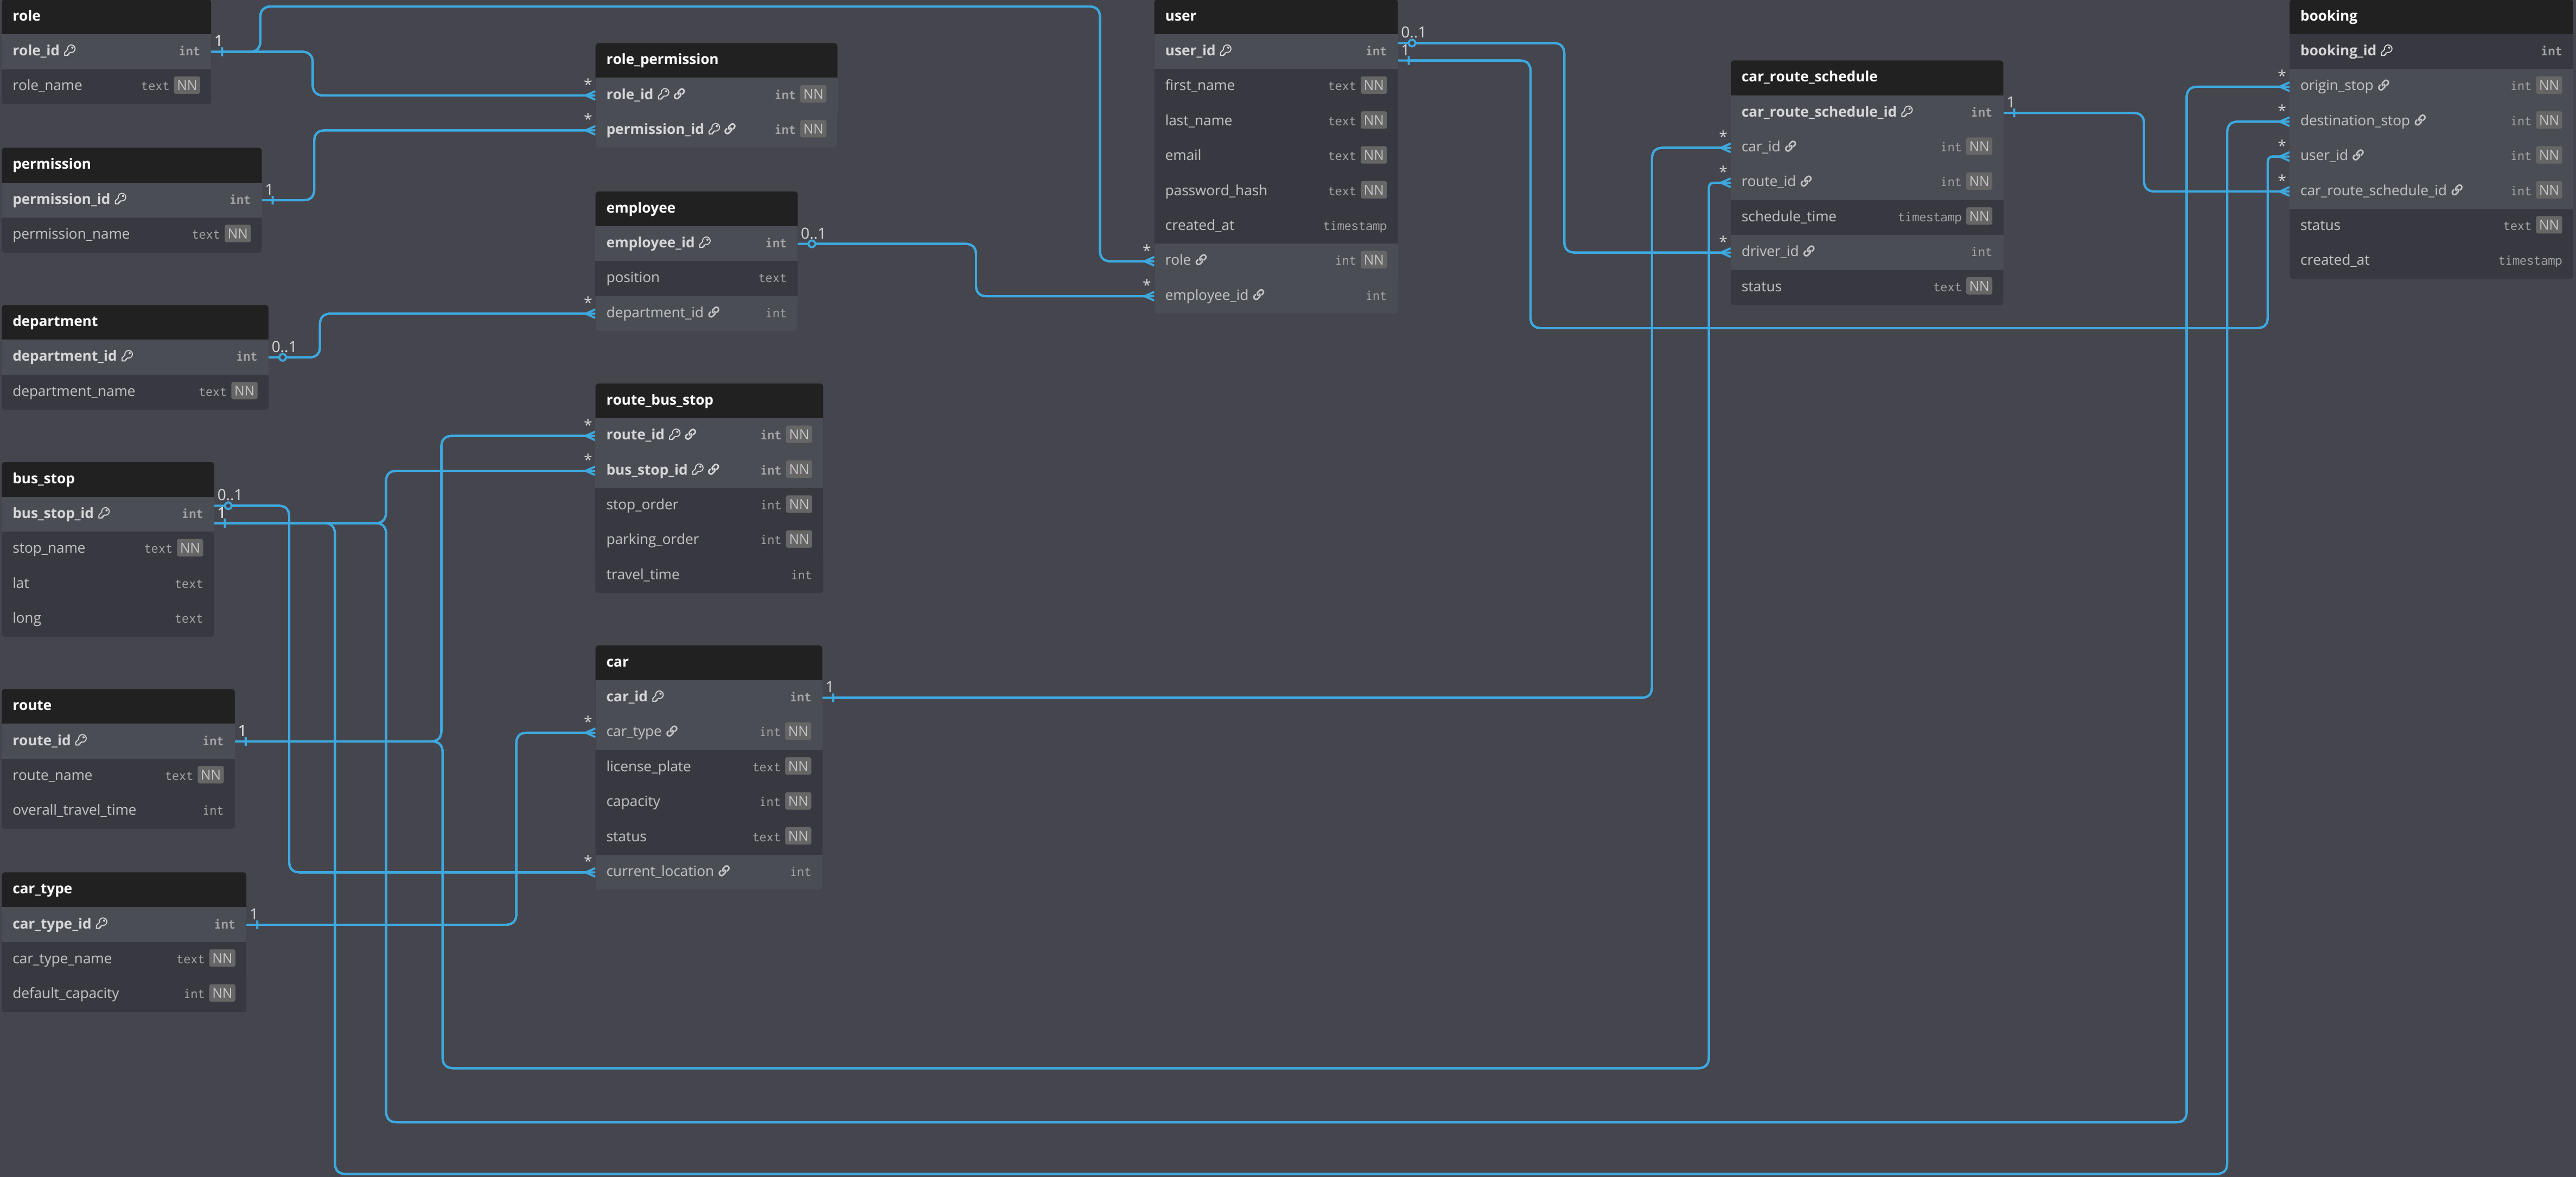 role
role_id int
role_name text NN
permission
permission_id int
permission_name text NN
department
department_id int
department_name text NN
bus_stop
bus_stop_id int
stop_name text NN
lat text
long text
route
route_id int
route_name text NN
overall_travel_time int
car_type
car_type_id int
car_type_name text NN
default_capacity int NN
role_permission
role_id int NN
permission_id int NN
employee
employee_id int
position text
department_id int
route_bus_stop
route_id int NN
bus_stop_id int NN
stop_order int NN
parking_order int NN
travel_time int
car
car_id int
car_type int NN
license_plate text NN
capacity int NN
status text NN
current_location int
user
user_id int
first_name text NN
last_name text NN
email text NN
password_hash text NN
created_at timestamp
role int NN
employee_id int
car_route_schedule
car_route_schedule_id int
car_id int NN
route_id int NN
schedule_time timestamp NN
driver_id int
status text NN
booking
booking_id int
origin_stop int NN
destination_stop int NN
user_id int NN
car_route_schedule_id int NN
status text NN
created_at timestamp
1
1
0..1
0..1
1
1
1
*
*
0..1
*
*
*
1
*
*
*
*
0..1
1
*
*
*
1
*
*
*
*